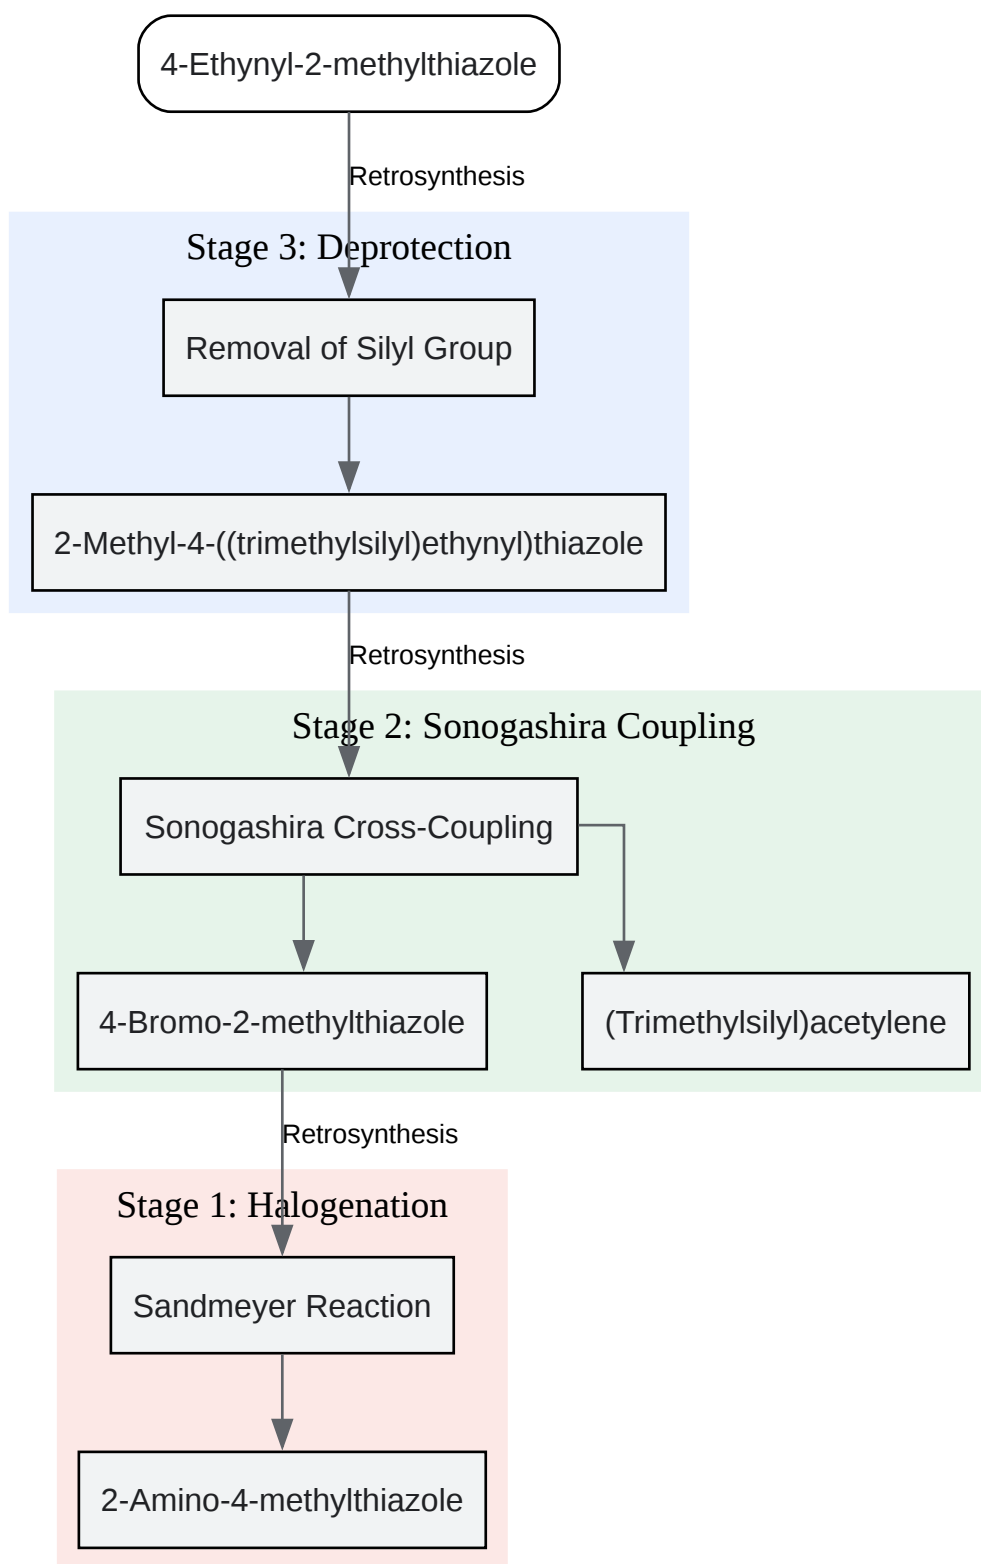 4-Ethynyl-2-methylthiazole
Retrosynthesis
Stage 3: Deprotection
Removal of Silyl Group
2-Methyl-4-((trimethylsilyl)ethynyl)thiazole
Retrosynthesis
Stage 2: Sonogashira Coupling
Sonogashira Cross-Coupling
4-Bromo-2-methylthiazole
(Trimethylsilyl)acetylene
Retrosynthesis
Stage 1: Halogenation
Sandmeyer Reaction
2-Amino-4-methylthiazole